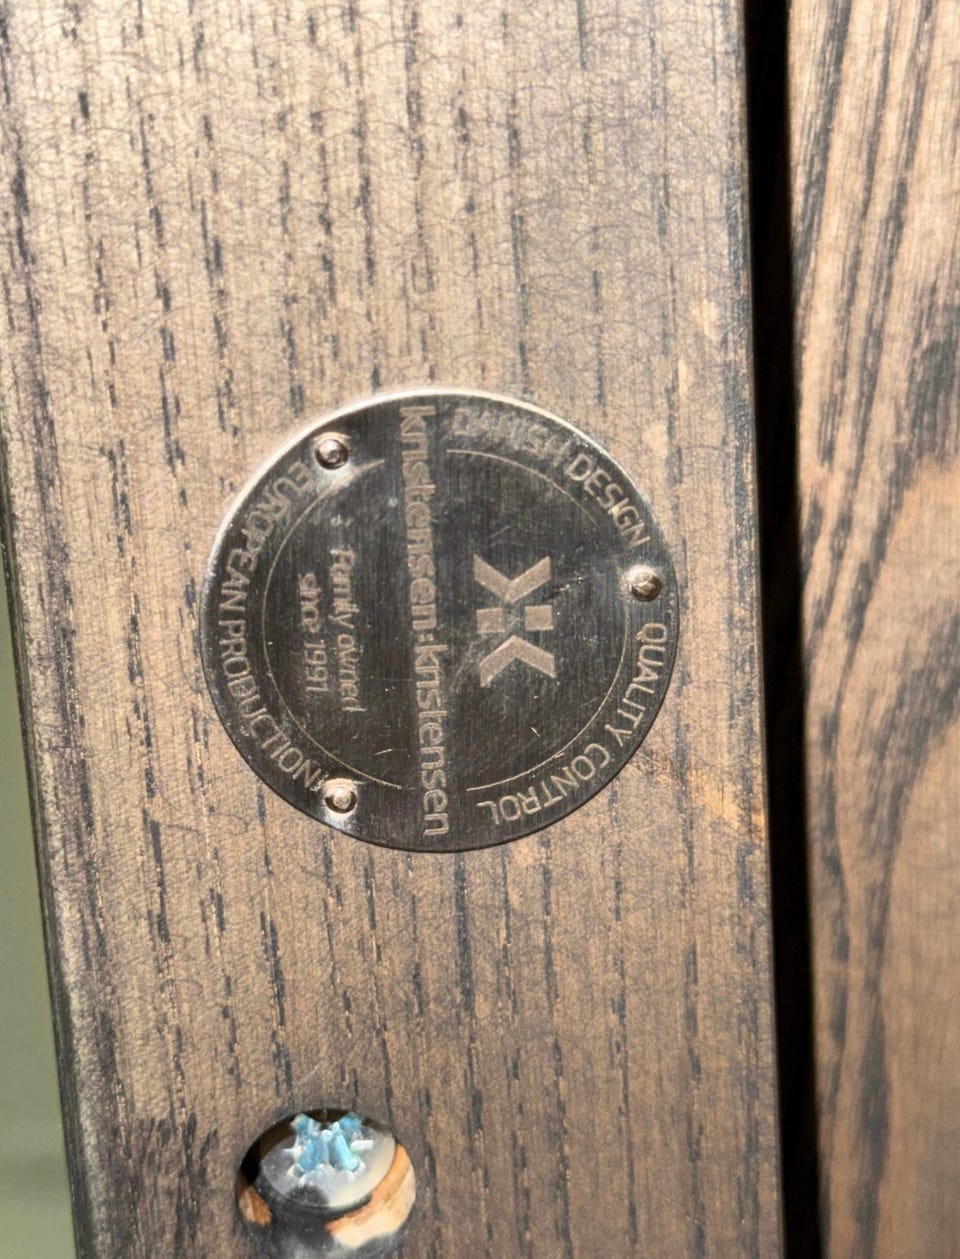 DANISH DESIGN
QUALITY CONTROL
kristensen:kristensen
Family owned
since 1991
EUROPEAN PRODUCTION